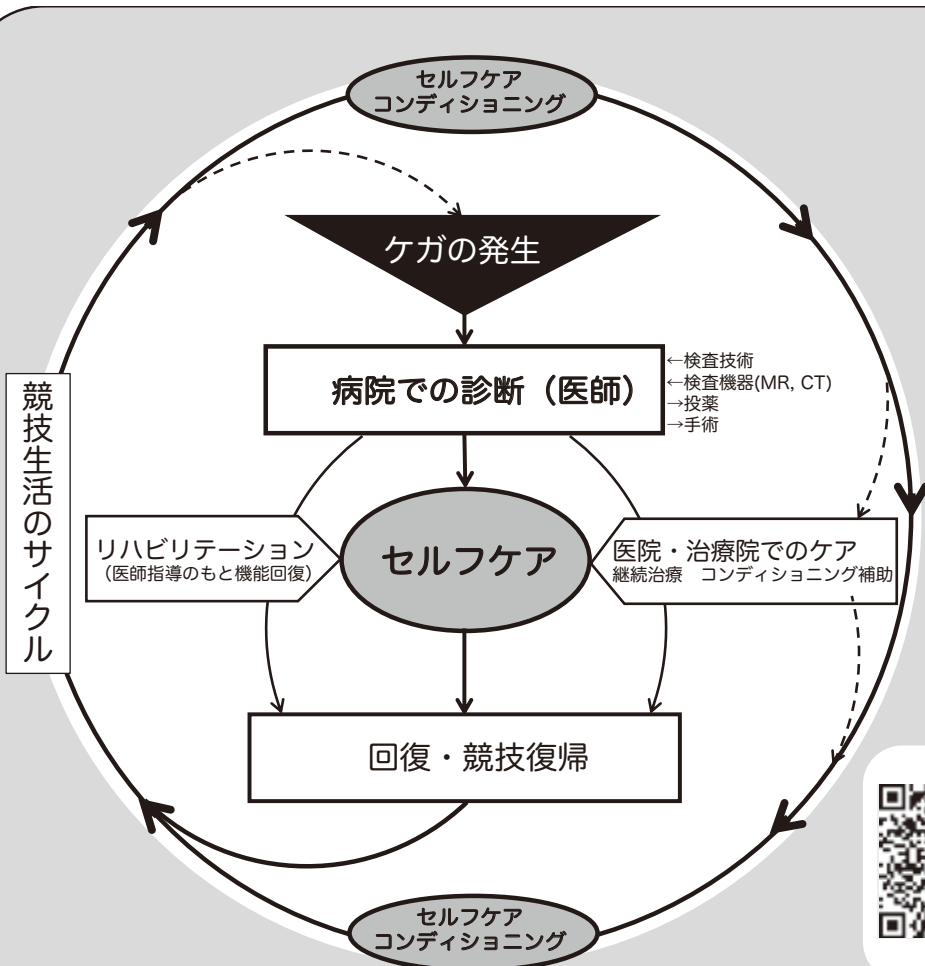 セルフケア
コンディショニング
ケガの発生
病院での診断（医師）
←検査技術
←検査機器(MR, CT)
→投薬
→手術
競技生活のサイクル
リハビリテーション
（医師指導のもと機能回復）
セルフケア
医院・治療院でのケア
継続治療　コンディショニング補助
回復・競技復帰
セルフケア
コンディショニング